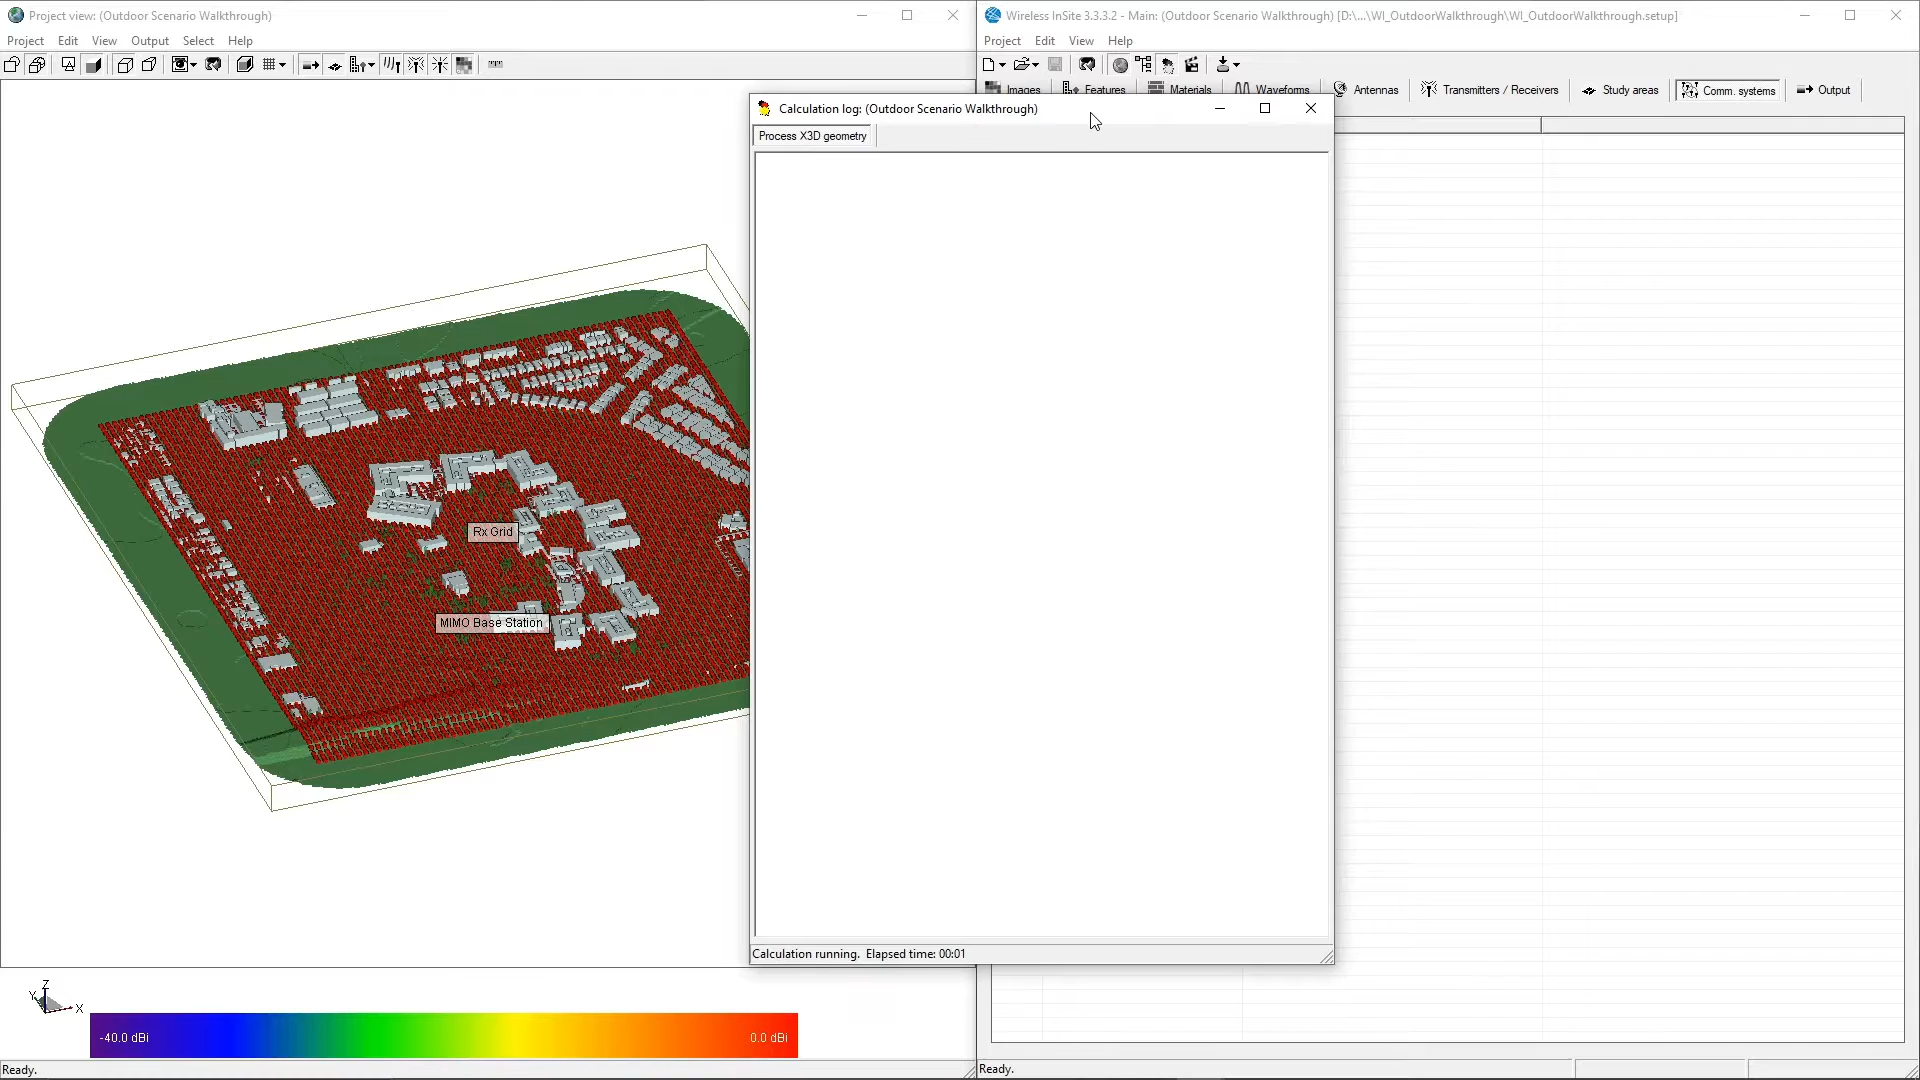 Project view: (Outdoor Scenario Walkthrough)
Project Edit View Output Select Help
Wireless InSite 3.3.3.2 - Main: (Outdoor Scenario Walkthrough) [D:\...\WI_OutdoorWalkthrough\WI_OutdoorWalkthrough.setup]
Project Edit View Help
Images Features Materials Waveforms Antennas Transmitters / Receivers Study areas Comm. systems Output
Calculation log: (Outdoor Scenario Walkthrough)
Process X3D geometry
Rx Grid
MIMO Base Station
Calculation running. Elapsed time: 00:01
Z
Y
X
-40.0 dBi 0.0 dBi
Ready.
Ready.